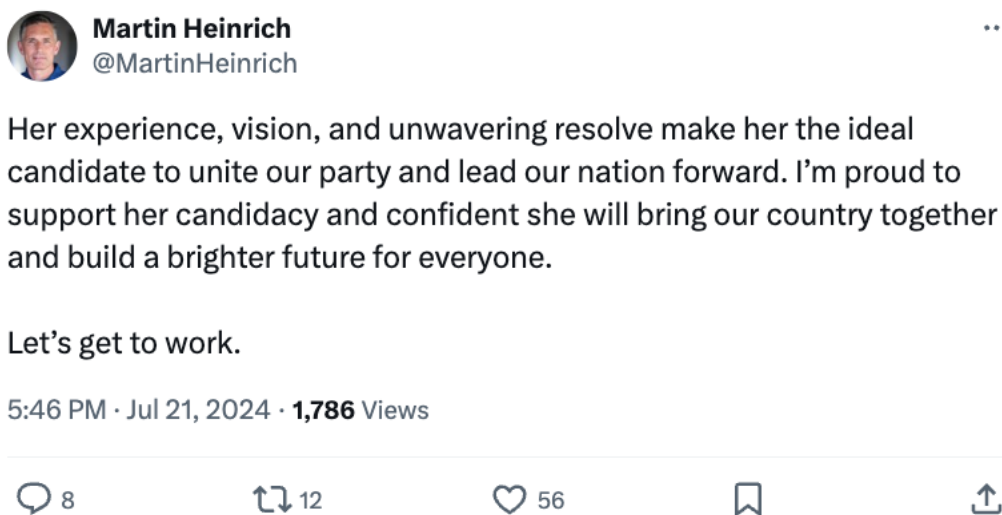 Martin Heinrich
@MartinHeinrich
Her experience, vision, and unwavering resolve make her the ideal
candidate to unite our party and lead our nation forward. I’m proud to
support her candidacy and confident she will bring our country together
and build a brighter future for everyone.
Let’s get to work.
5:46 PM · Jul 21, 2024 · 1,786 Views
8 12 56